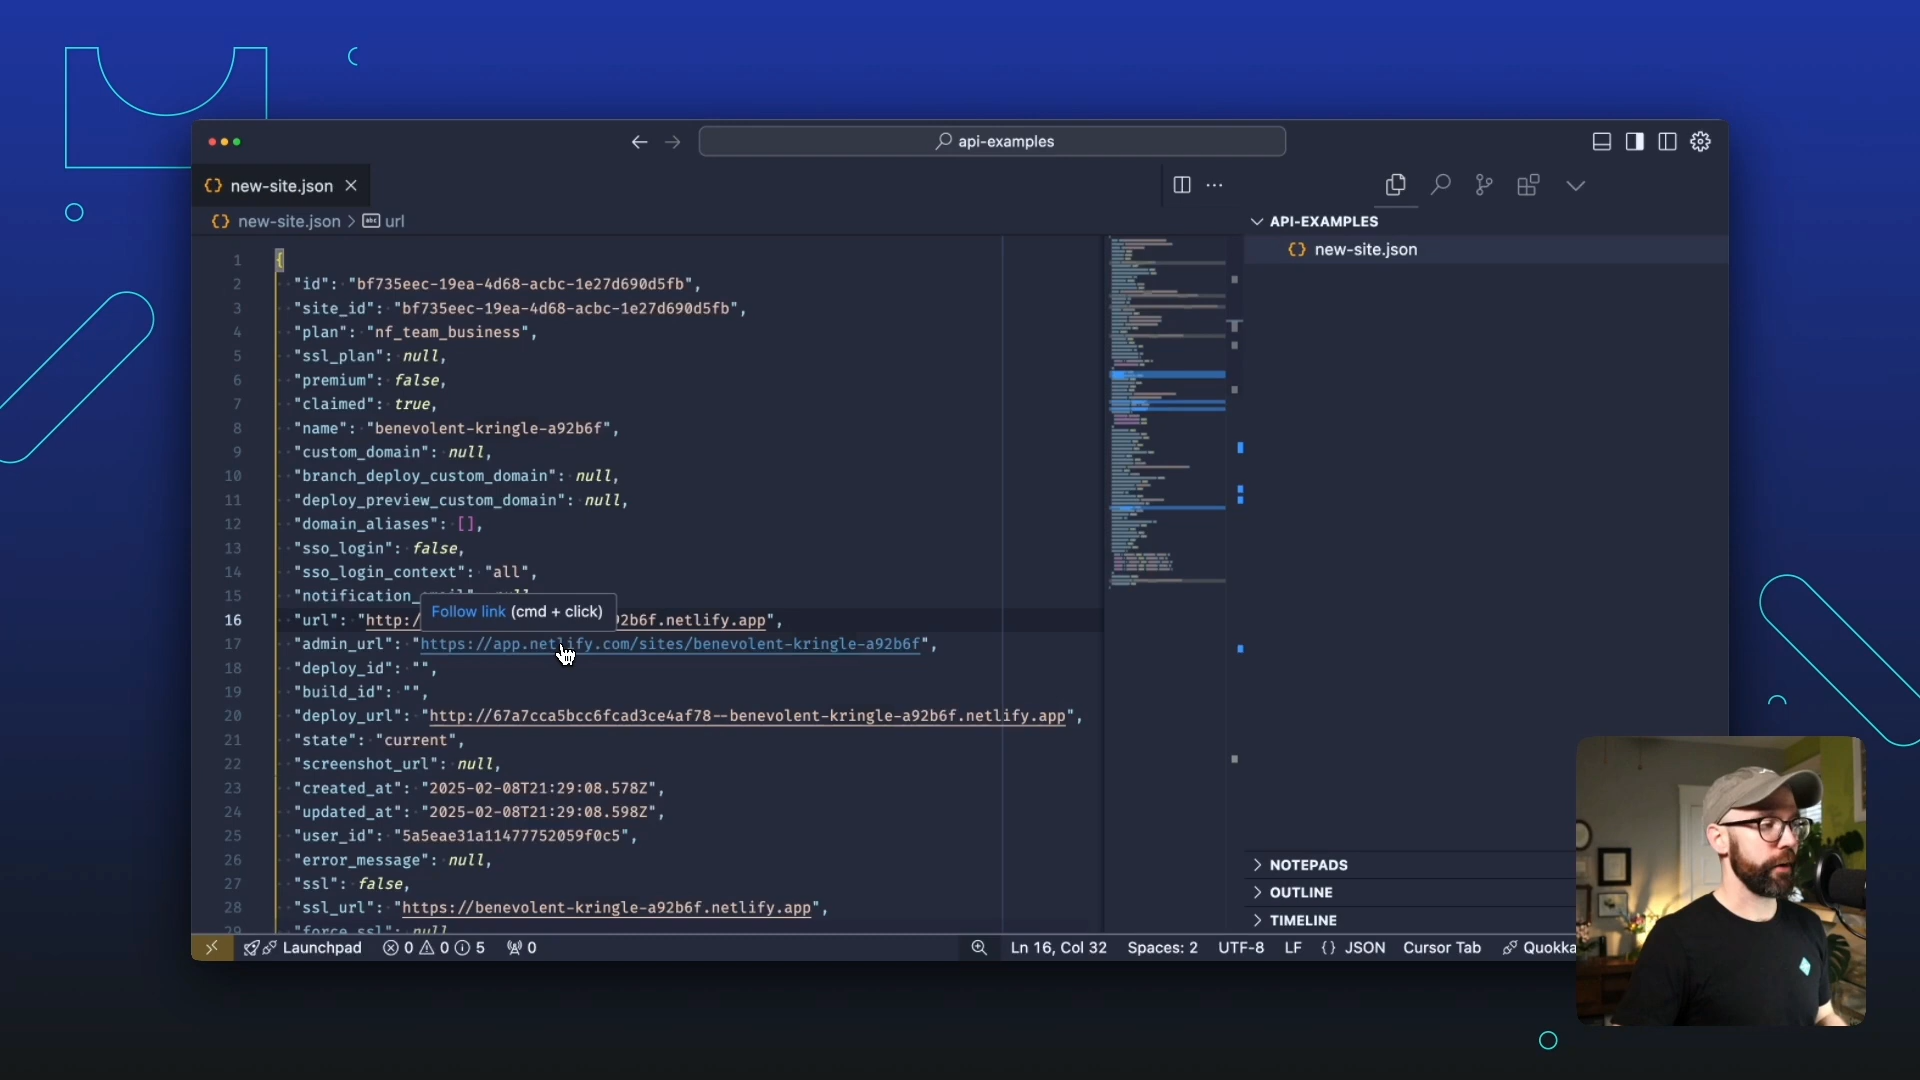 api-examples
new-site.json
new-site.json > url
API-EXAMPLES
new-site.json
1 {
2 "id": "bf735eec-19ea-4d68-acbc-1e27d690d5fb",
3 "site_id": "bf735eec-19ea-4d68-acbc-1e27d690d5fb",
4 "plan": "nf_team_business",
5 "ssl_plan": null,
6 "premium": false,
7 "claimed": true,
8 "name": "benevolent-kringle-a92b6f",
9 "custom_domain": null,
10 "branch_deploy_custom_domain": null,
11 "deploy_preview_custom_domain": null,
12 "domain_aliases": [],
13 "sso_login": false,
14 "sso_login_context": "all",
15 "notification_
Follow link (cmd + click)
16 "url": "http:/ 2b6f.netlify.app",
17 "admin_url": "https://app.netlify.com/sites/benevolent-kringle-a92b6f",
18 "deploy_id": "",
19 "build_id": "",
20 "deploy_url": "http://67a7cca5bcc6fcad3ce4af78--benevolent-kringle-a92b6f.netlify.app",
21 "state": "current",
22 "screenshot_url": null,
23 "created_at": "2025-02-08T21:29:08.578Z",
24 "updated_at": "2025-02-08T21:29:08.598Z",
25 "user_id": "5a5eae31a11477752059f0c5",
26 "error_message": null,
27 "ssl": false,
28 "ssl_url": "https://benevolent-kringle-a92b6f.netlify.app",
29 "force_ssl": null
NOTEPADS
OUTLINE
TIMELINE
Launchpad 0 0 5 0 Ln 16, Col 32 Spaces: 2 UTF-8 LF {} JSON Cursor Tab Quokka